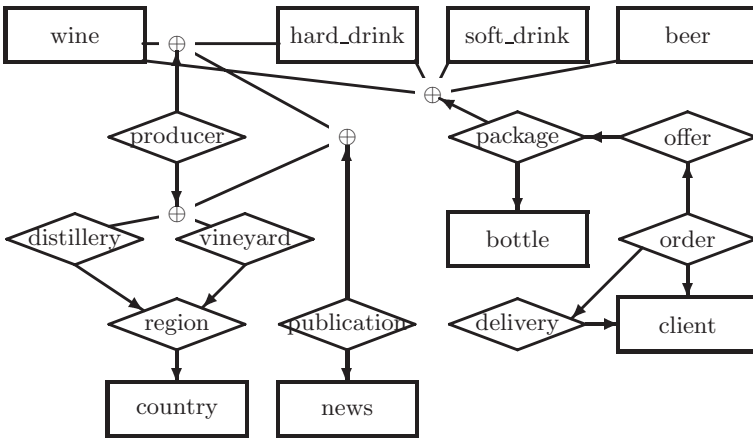 wine
hard_drink
soft_drink
beer
producer
package
offer
distillery
vineyard
bottle
order
region
publication
delivery
client
country
news